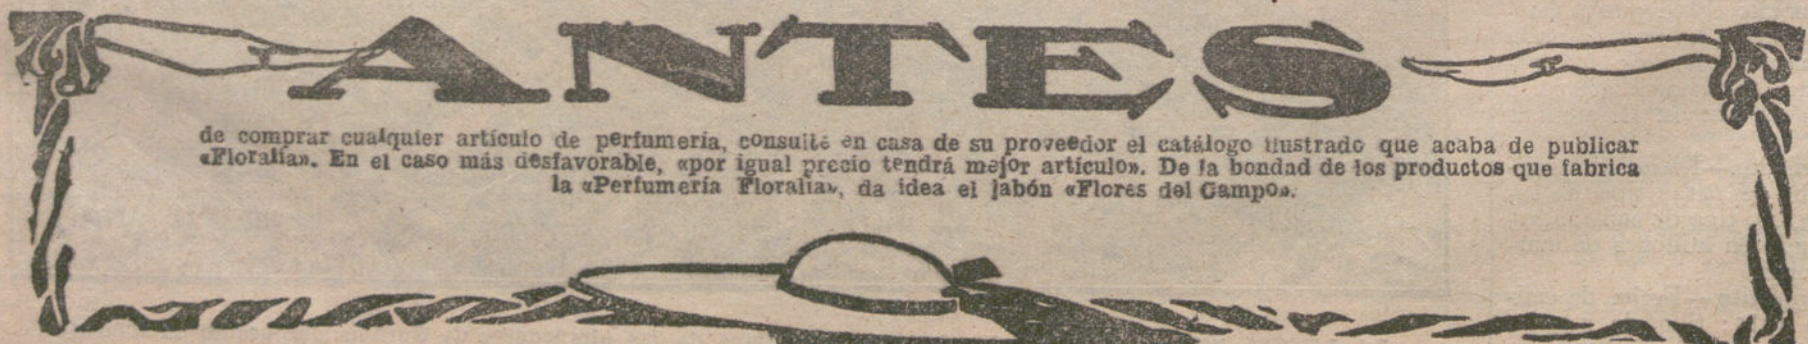 ANTES
de comprar cualquier artículo de perfumería, consulte en casa de su proveedor el catálogo ilustrado que acaba de publicar
«Floralia». En el caso más desfavorable, «por igual precio tendrá mejor artículo». De la bondad de los productos que fabrica
la «Perfumería Floralia», da idea el jabón «Flores del Campo».